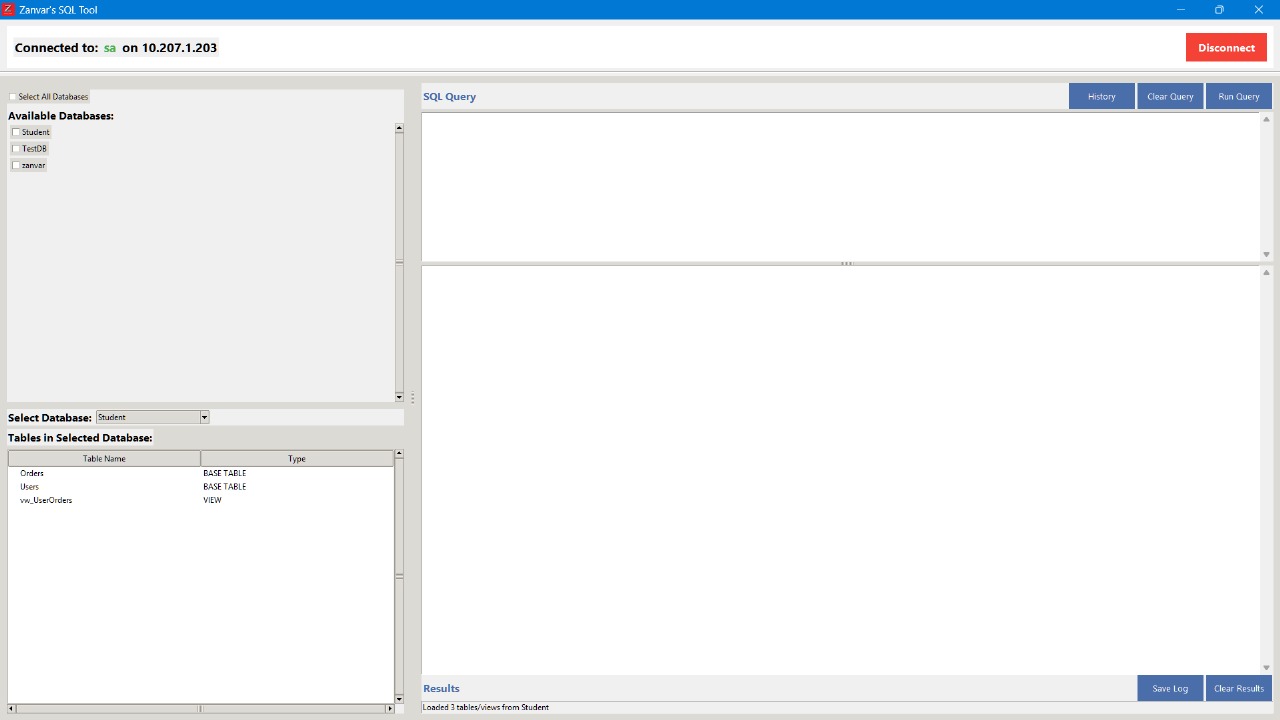 Zanvar's SQL Tool
Connected to: sa on 10.207.1.203
Disconnect
Select All Databases
Available Databases:
Student
TestDB
zanvar
Select Database: Student
Tables in Selected Database:
Table Name Type
Orders BASE TABLE
Users BASE TABLE
vw_UserOrders VIEW
SQL Query
History Clear Query Run Query
Results
Save Log Clear Results
Loaded 3 tables/views from Student